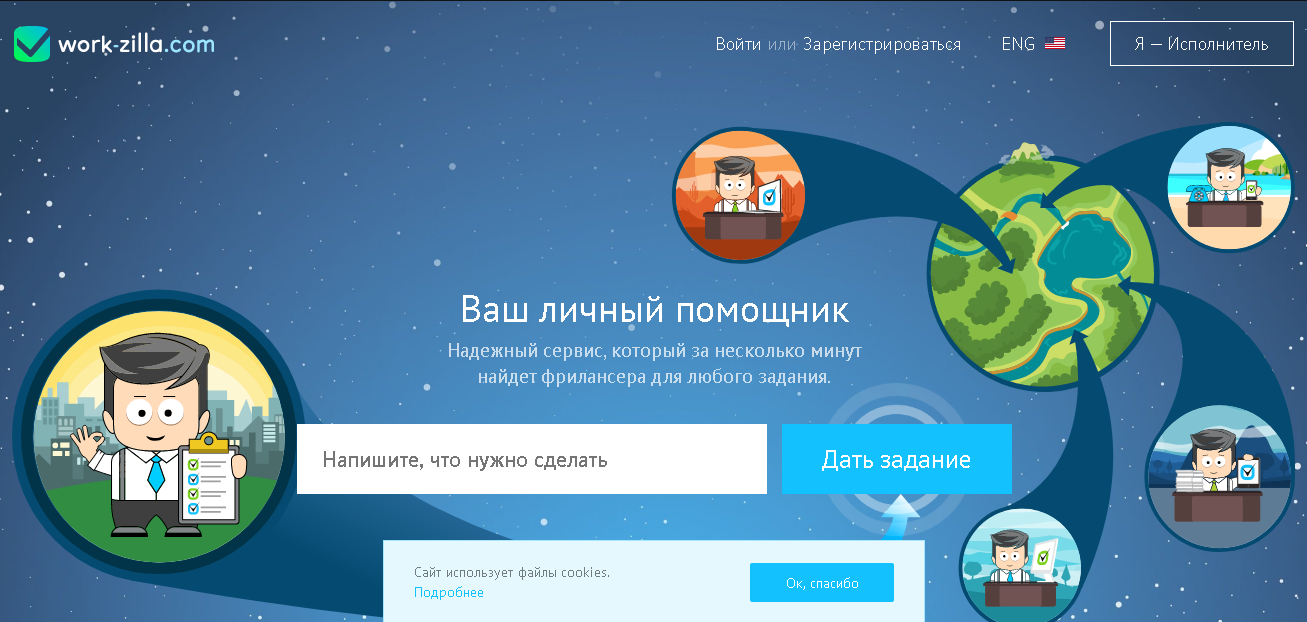 work-zilla.com
Войти или Зарегистрироваться
ENG
Я — Исполнитель
Ваш личный помощник
Надежный сервис, который за несколько минут
найдет фрилансера для любого задания.
Напишите, что нужно сделать
Дать задание
Сайт использует файлы cookies.
Подробнее
Ок, спасибо